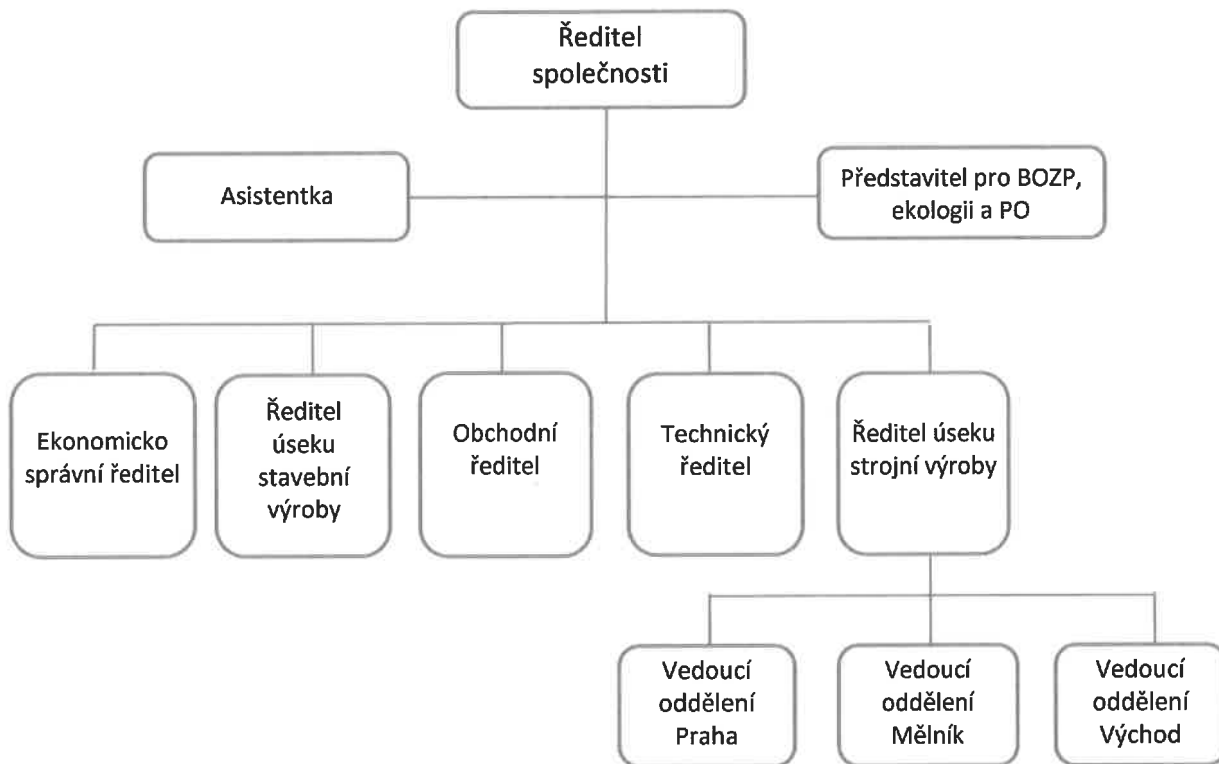 Ředitel
společnosti
Asistentka
Představitel pro BOZP,
ekologii a PO
Ekonomicko
správní ředitel
Ředitel
úseku
stavební
výroby
Obchodní
ředitel
Technický
ředitel
Ředitel úseku
strojní výroby
Vedoucí
oddělení
Praha
Vedoucí
oddělení
Mělník
Vedoucí
oddělení
Východ